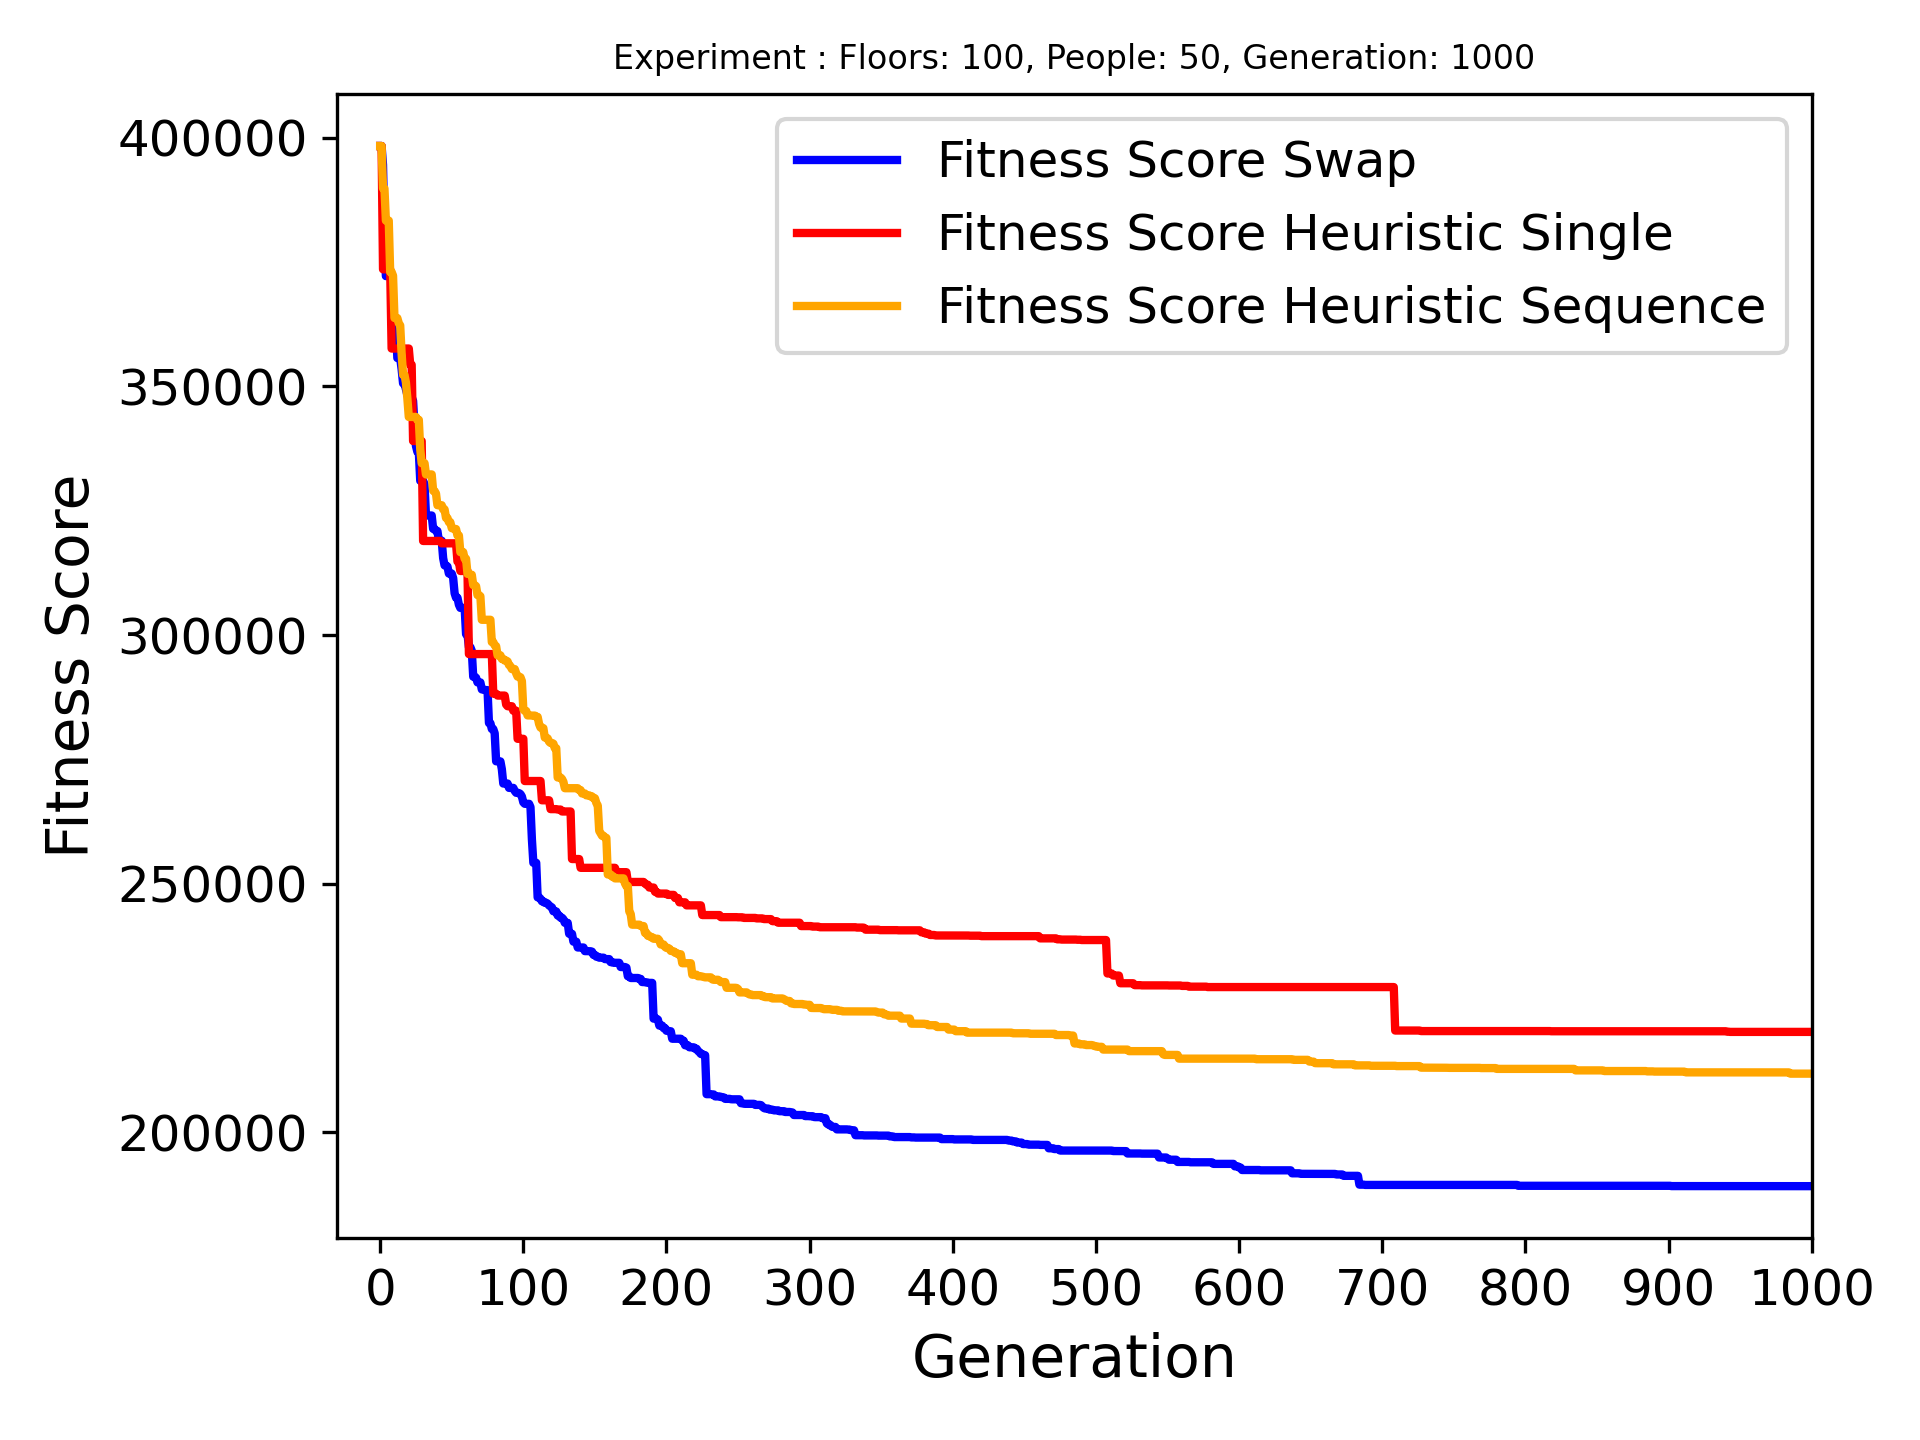 Experiment : Floors: 100, People: 50, Generation: 1000
Fitness Score Swap
Fitness Score Heuristic Single
Fitness Score Heuristic Sequence
Fitness Score
400000
350000
300000
250000
200000
0 100 200 300 400 500 600 700 800 900 1000
Generation